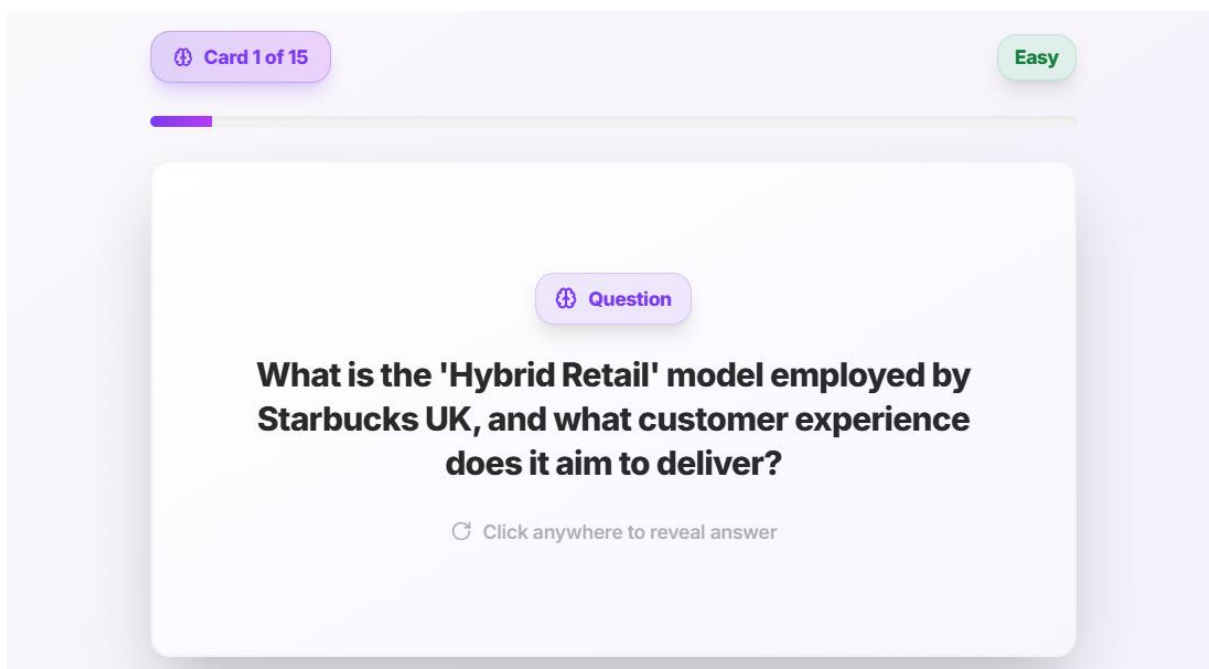 Card 1 of 15
Easy
Question
What is the 'Hybrid Retail' model employed by
Starbucks UK, and what customer experience
does it aim to deliver?
Click anywhere to reveal answer